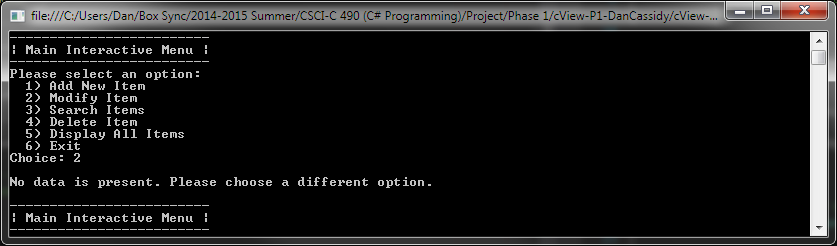 file:///C:/Users/Dan/Box Sync/2014-2015 Summer/CSCI-C 490 (C# Programming)/Project/Phase 1/cView-P1-DanCassidy/cView-...
-------------------------
¦ Main Interactive Menu ¦
-------------------------
Please select an option:
  1) Add New Item
  2) Modify Item
  3) Search Items
  4) Delete Item
  5) Display All Items
  6) Exit
Choice: 2
No data is present. Please choose a different option.
-------------------------
¦ Main Interactive Menu ¦
-------------------------